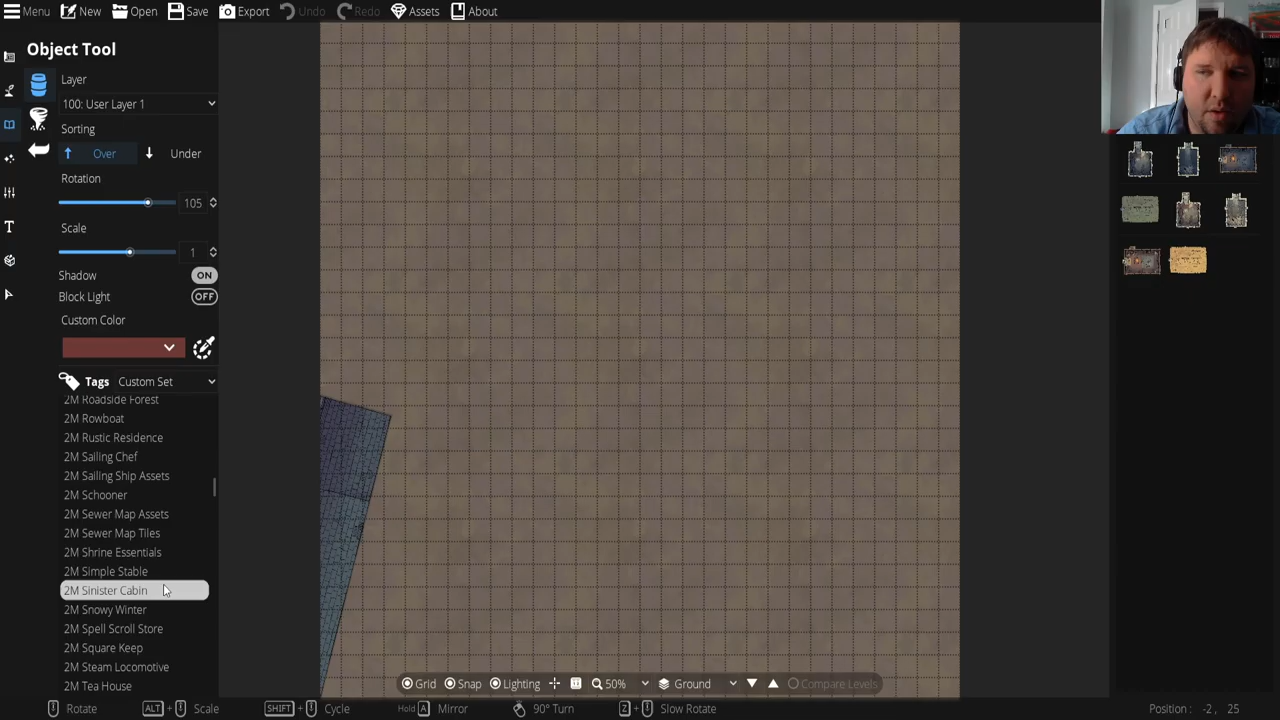 Menu New Open Save Export Undo Redo Assets About
Object Tool
Layer
100: User Layer 1
Sorting
Over Under
Rotation
105
Scale
1
Shadow ON
Block Light OFF
Custom Color
Tags Custom Set
2M Roadside Forest
2M Rowboat
2M Rustic Residence
2M Sailing Chef
2M Sailing Ship Assets
2M Schooner
2M Sewer Map Assets
2M Sewer Map Tiles
2M Shrine Essentials
2M Simple Stable
2M Sinister Cabin
2M Snowy Winter
2M Spell Scroll Store
2M Square Keep
2M Steam Locomotive
2M Tea House
Grid Snap Lighting 50% Ground Compare Levels
Rotate ALT + Scale SHIFT + Cycle Hold A Mirror 90° Turn Z + Slow Rotate Position : -2, 25